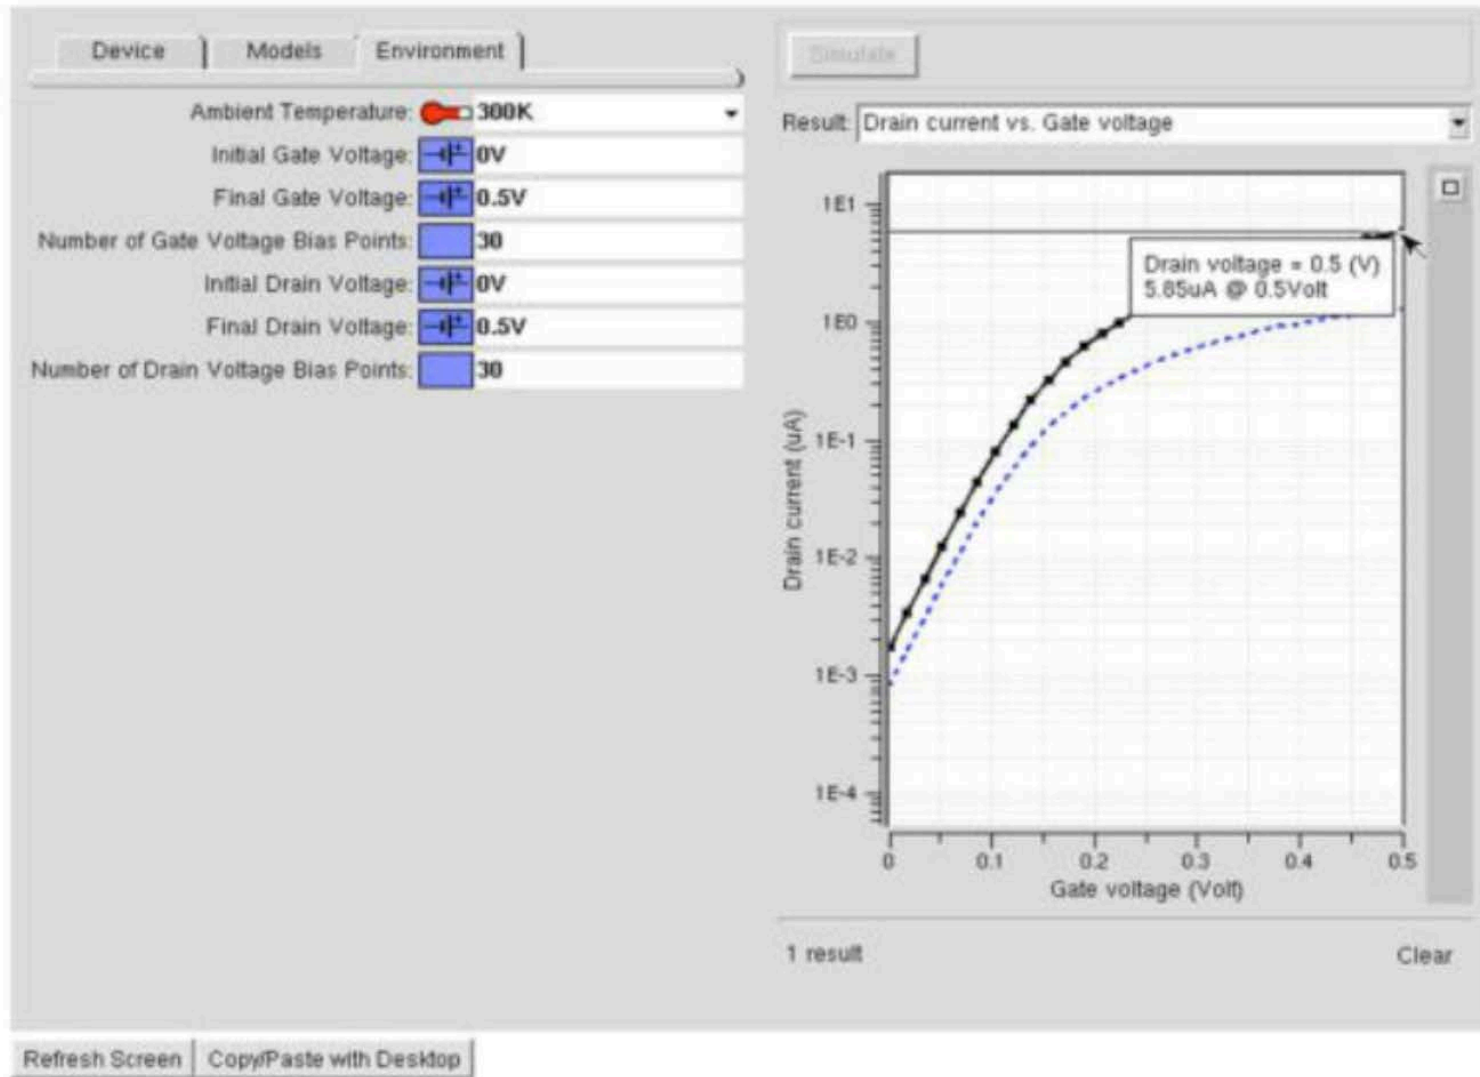 Device
Models
Environment
Ambient Temperature: 300K
Initial Gate Voltage: 0V
Final Gate Voltage: 0.5V
Number of Gate Voltage Bias Points: 30
Initial Drain Voltage: 0V
Final Drain Voltage: 0.5V
Number of Drain Voltage Bias Points: 30
Simulate
Result: Drain current vs. Gate voltage
Drain current (uA)
1E1
1E0
1E-1
1E-2
1E-3
1E-4
Drain voltage = 0.5 (V)
5.85uA @ 0.5Volt
0 0.1 0.2 0.3 0.4 0.5
Gate voltage (Volt)
1 result
Clear
Refresh Screen
Copy/Paste with Desktop